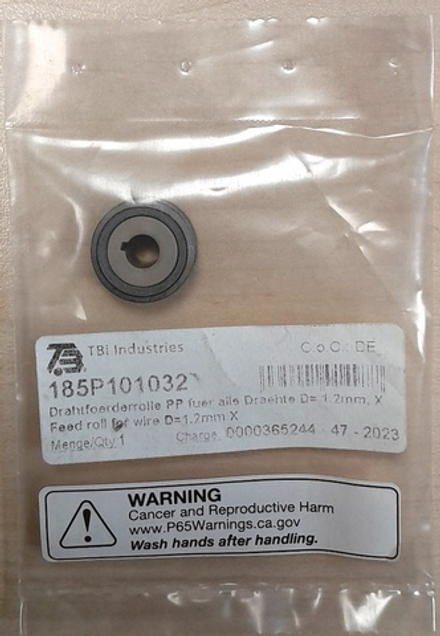 TBi Industries
C.o.O.: DE
185P101032
Drahtfoerderrolle PP fuer alle Draehte D= 1.2mm, X
Feed roll for wire D=1.2mm X
Menge/Qty 1 Charge 0000365244 47 - 2023
WARNING
Cancer and Reproductive Harm
www.P65Warnings.ca.gov
Wash hands after handling.